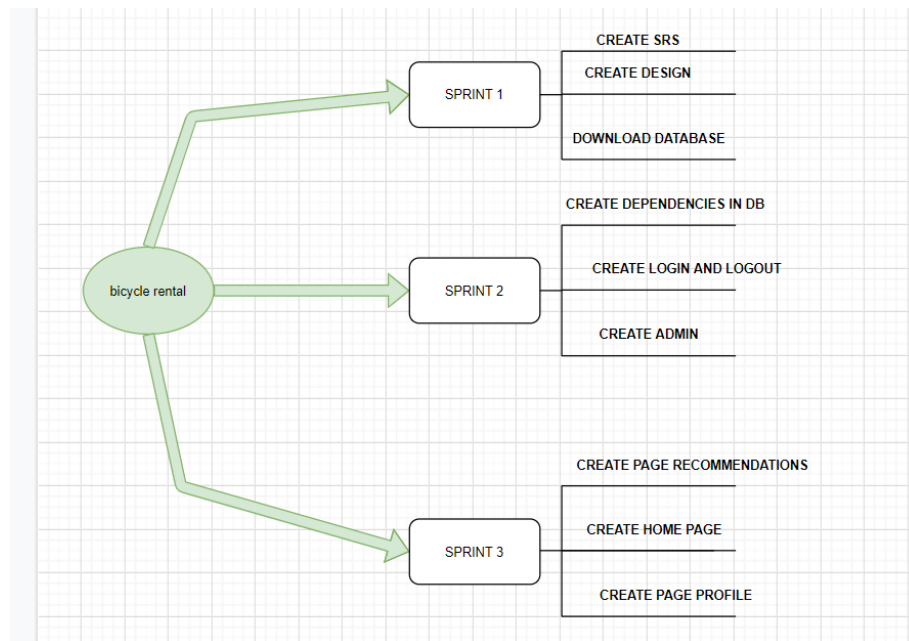 CREATE SRS
CREATE DESIGN
SPRINT 1
DOWNLOAD DATABASE
CREATE DEPENDENCIES IN DB
CREATE LOGIN AND LOGOUT
bicycle rental
SPRINT 2
CREATE ADMIN
CREATE PAGE RECOMMENDATIONS
CREATE HOME PAGE
SPRINT 3
CREATE PAGE PROFILE